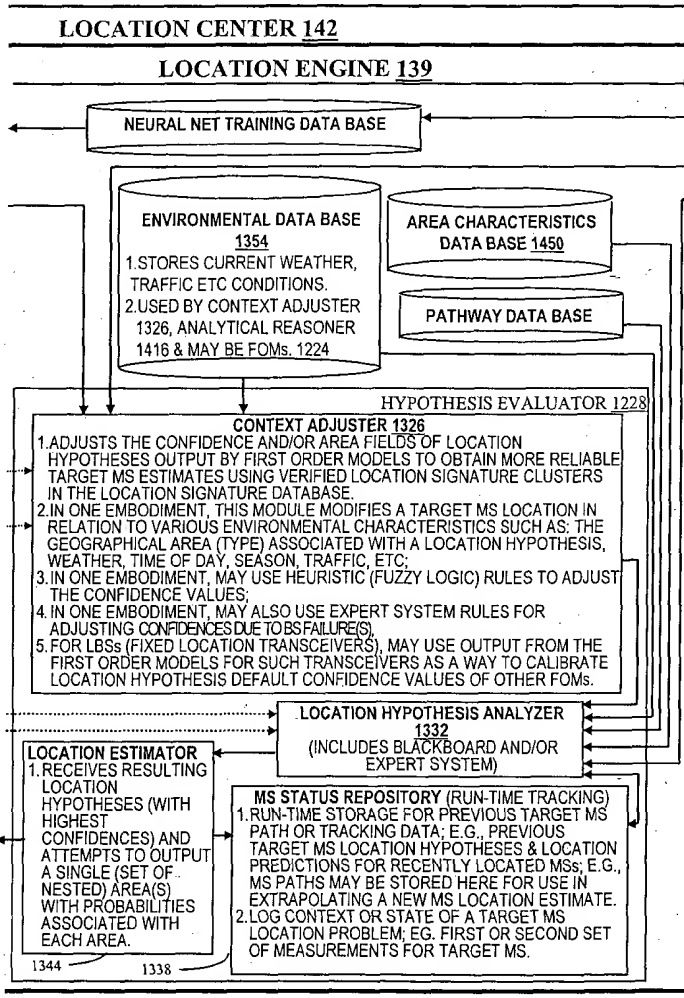 LOCATION CENTER 142
LOCATION ENGINE 139
NEURAL NET TRAINING DATA BASE
ENVIRONMENTAL DATA BASE
1354
1.STORES CURRENT WEATHER,
TRAFFIC ETC CONDITIONS.
2.USED BY CONTEXT ADJUSTER
1326, ANALYTICAL REASONER
1416 & MAY BE FOMs. 1224
AREA CHARACTERISTICS
DATA BASE 1450
PATHWAY DATA BASE
HYPOTHESIS EVALUATOR 1228
CONTEXT ADJUSTER 1326
1.ADJUSTS THE CONFIDENCE AND/OR AREA FIELDS OF LOCATION
HYPOTHESES OUTPUT BY FIRST ORDER MODELS TO OBTAIN MORE RELIABLE
TARGET MS ESTIMATES USING VERIFIED LOCATION SIGNATURE CLUSTERS
IN THE LOCATION SIGNATURE DATABASE.
2.IN ONE EMBODIMENT, THIS MODULE MODIFIES A TARGET MS LOCATION IN
RELATION TO VARIOUS ENVIRONMENTAL CHARACTERISTICS SUCH AS: THE
GEOGRAPHICAL AREA (TYPE) ASSOCIATED WITH A LOCATION HYPOTHESIS,
WEATHER, TIME OF DAY, SEASON, TRAFFIC, ETC;
3.IN ONE EMBODIMENT, MAY USE HEURISTIC (FUZZY LOGIC) RULES TO ADJUST
THE CONFIDENCE VALUES;
4.IN ONE EMBODIMENT, MAY ALSO USE EXPERT SYSTEM RULES FOR
ADJUSTING CONFIDENCES DUE TO BS FAILURE(S),
5.FOR LBSs (FIXED LOCATION TRANSCEIVERS), MAY USE OUTPUT FROM THE
FIRST ORDER MODELS FOR SUCH TRANSCEIVERS AS A WAY TO CALIBRATE
LOCATION HYPOTHESIS DEFAULT CONFIDENCE VALUES OF OTHER FOMs.
LOCATION HYPOTHESIS ANALYZER
1332
(INCLUDES BLACKBOARD AND/OR
EXPERT SYSTEM)
LOCATION ESTIMATOR
1.RECEIVES RESULTING
LOCATION
HYPOTHESES (WITH
HIGHEST
CONFIDENCES) AND
ATTEMPTS TO OUTPUT
A SINGLE (SET OF
NESTED) AREA(S)
WITH PROBABILITIES
ASSOCIATED WITH
EACH AREA.
1344
MS STATUS REPOSITORY (RUN-TIME TRACKING)
1.RUN-TIME STORAGE FOR PREVIOUS TARGET MS
PATH OR TRACKING DATA; E.G., PREVIOUS
TARGET MS LOCATION HYPOTHESES & LOCATION
PREDICTIONS FOR RECENTLY LOCATED MSs; E.G.,
MS PATHS MAY BE STORED HERE FOR USE IN
EXTRAPOLATING A NEW MS LOCATION ESTIMATE.
2.LOG CONTEXT OR STATE OF A TARGET MS
LOCATION PROBLEM; EG. FIRST OR SECOND SET
OF MEASUREMENTS FOR TARGET MS.
1338